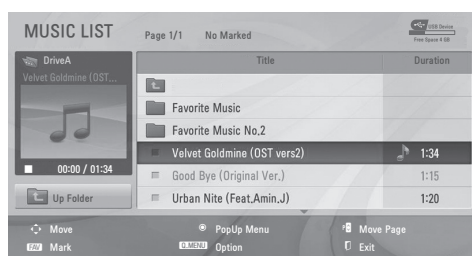 MUSIC LIST
Page 1/1 No Marked
USB Device
Free Space 4 GB
DriveA
Velvet Goldmine (OST...
00:00 / 01:34
Up Folder
Title Duration
Favorite Music
Favorite Music No.2
Velvet Goldmine (OST vers2) 1:34
Good Bye (Original Ver.) 1:15
Urban Nite (Feat.Amin.J) 1:20
Move PopUp Menu Move Page
FAV Mark Q.MENU Option Exit